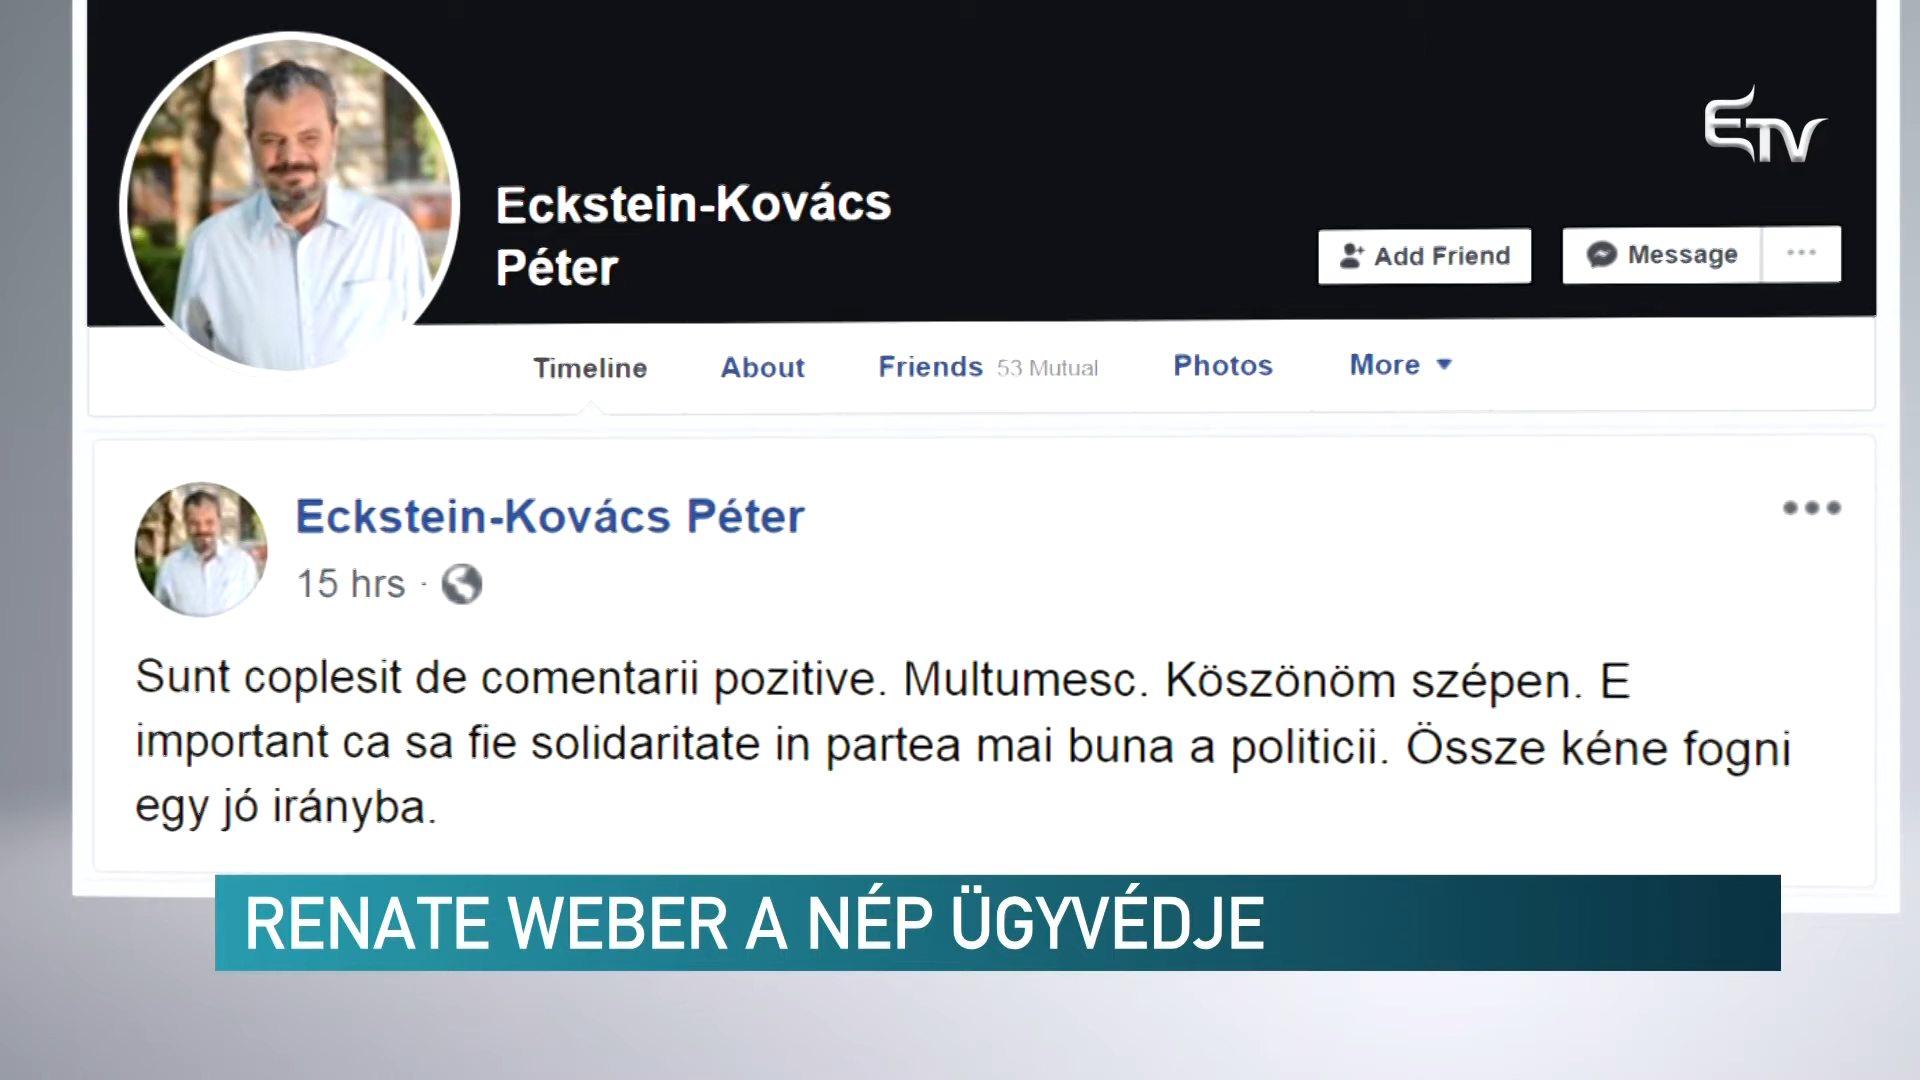 ETV
Eckstein-Kovács
Péter
Add Friend
Message
Timeline About Friends 53 Mutual Photos More
Eckstein-Kovács Péter
15 hrs ·
Sunt coplesit de comentarii pozitive. Multumesc. Köszönöm szépen. E
important ca sa fie solidaritate in partea mai buna a politicii. Össze kéne fogni
egy jó irányba.
RENATE WEBER A NÉP ÜGYVÉDJE